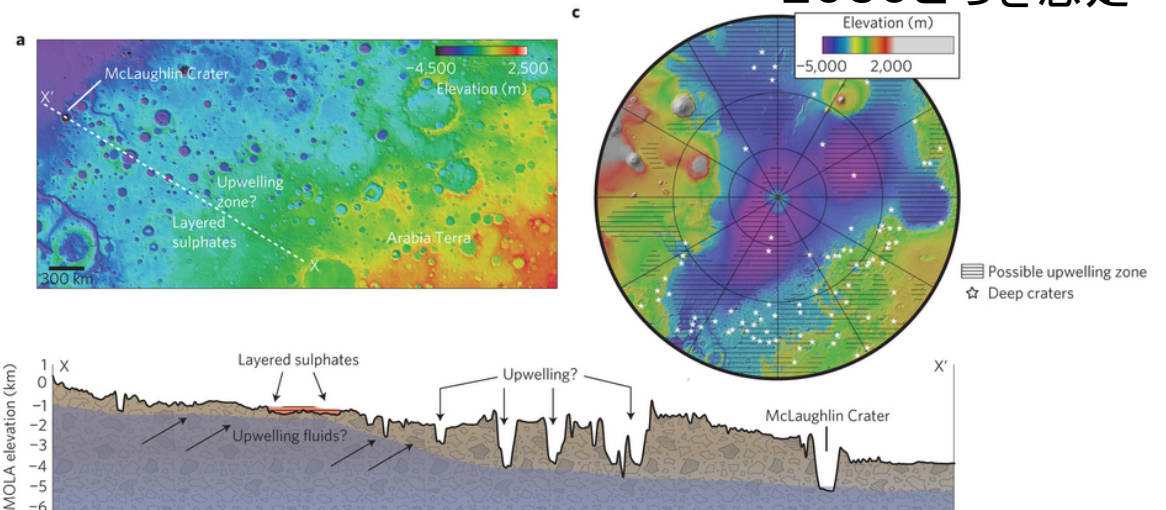 a
McLaughlin Crater
X′
−4,500 2,500
Elevation (m)
Upwelling
zone?
Layered
sulphates
Arabia Terra
X
300 km
c
Elevation (m)
−5,000 2,000
Possible upwelling zone
Deep craters
MOLA elevation (km)
1
0
−1
−2
−3
−4
−5
−6
X
Layered sulphates
Upwelling fluids?
Upwelling?
McLaughlin Crater
X′